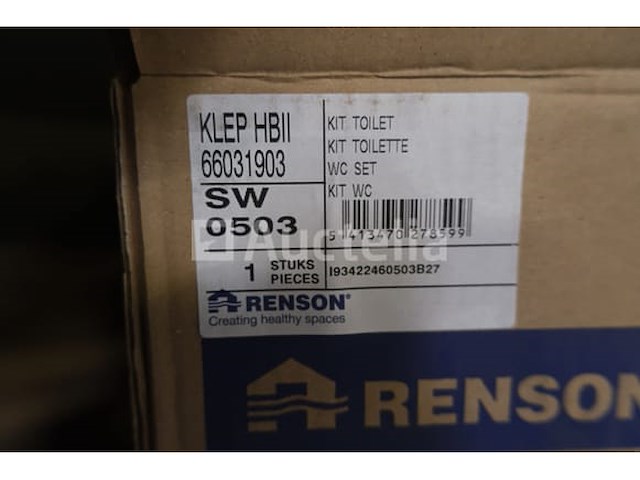 KLEP HBII
66031903
SW
0503
1 STUKS
PIECES
KIT TOILET
KIT TOILETTE
WC SET
KIT WC
5 413470 278599
I93422460503B27
RENSON®
Creating healthy spaces
Auctelia
RENSON